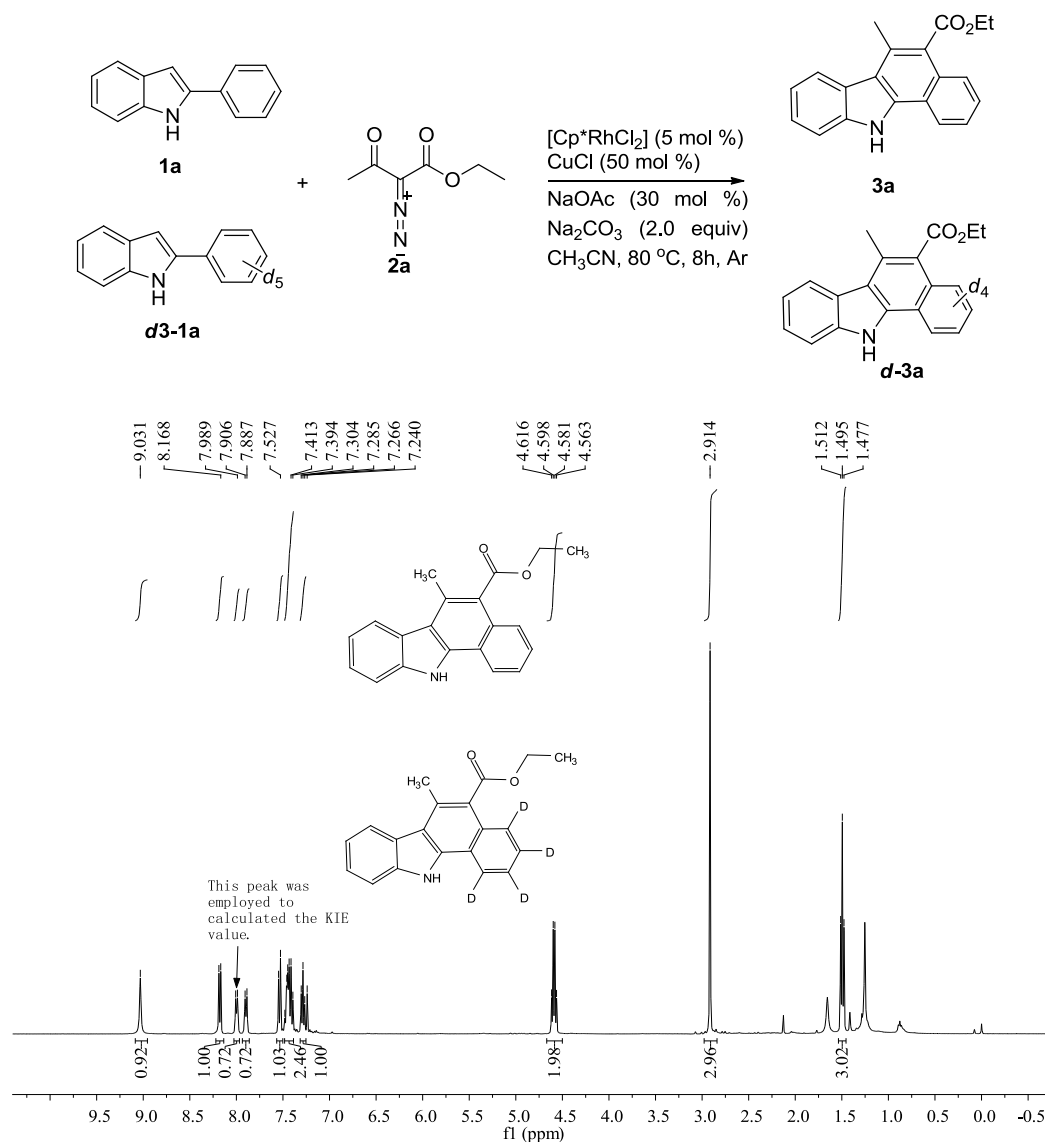 CO2Et
N
H
1a
+
O
O
O
N
+
N
−
2a
[Cp*RhCl2] (5 mol %)
CuCl (50 mol %)
NaOAc (30 mol %)
Na2CO3 (2.0 equiv)
CH3CN, 80 oC, 8h, Ar
N
H
3a
N
H
d5
d3-1a
CO2Et
d4
N
H
d-3a
9.031
8.168
7.989
7.906
7.887
7.527
7.413
7.394
7.304
7.285
7.266
7.240
4.616
4.598
4.581
4.563
2.914
1.512
1.495
1.477
O
CH3
H3C
O
NH
O
CH3
H3C
O
D
D
NH
D
D
This peak was
employed to
calculated the KIE
value.
0.92
1.00
0.72
0.72
1.03
2.46
1.00
1.98
2.96
3.02
9.5 9.0 8.5 8.0 7.5 7.0 6.5 6.0 5.5 5.0 4.5 4.0 3.5 3.0 2.5 2.0 1.5 1.0 0.5 0.0 -0.5
f1 (ppm)